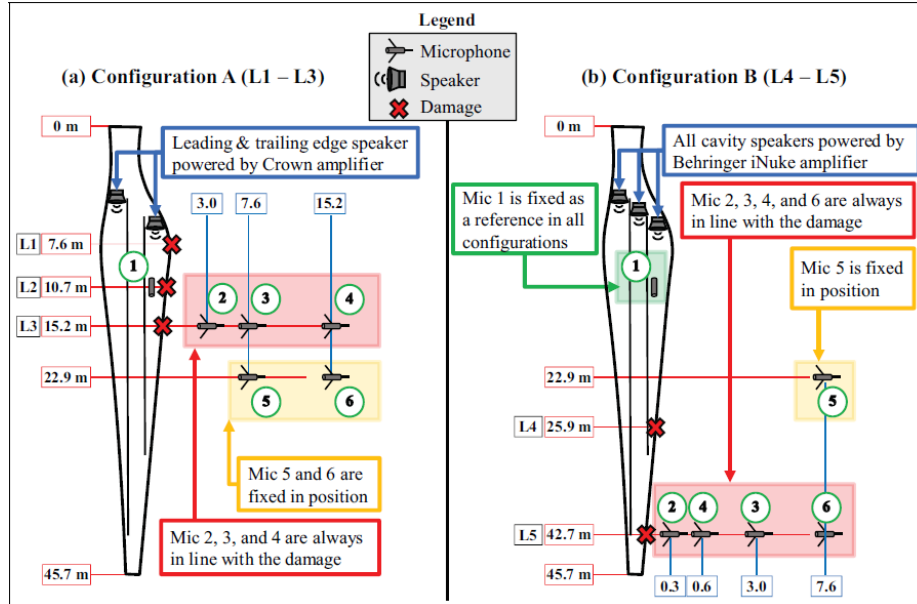 Legend
Microphone
Speaker
Damage
(a) Configuration A (L1 – L3)
0 m
Leading & trailing edge speaker
powered by Crown amplifier
3.0
7.6
15.2
L1 7.6 m
1
L2 10.7 m
2
3
4
L3 15.2 m
22.9 m
5
6
Mic 5 and 6 are
fixed in position
Mic 2, 3, and 4 are always
in line with the damage
45.7 m
(b) Configuration B (L4 – L5)
0 m
All cavity speakers powered by
Behringer iNuke amplifier
Mic 1 is fixed as
a reference in all
configurations
Mic 2, 3, 4, and 6 are always
in line with the damage
1
Mic 5 is fixed
in position
22.9 m
5
L4 25.9 m
2
4
3
6
L5 42.7 m
45.7 m
0.3
0.6
3.0
7.6